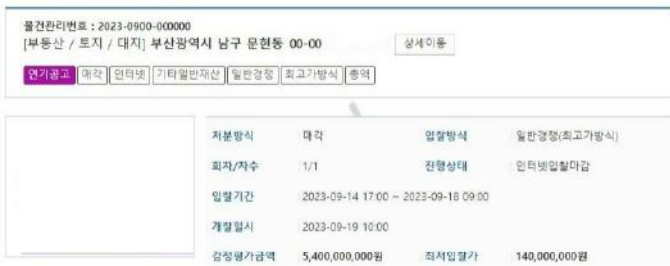 물건관리번호 : 2023-0900-000000
[부동산 / 토지 / 대지] 부산광역시 남구 문현동 00-00 상세이동
연기공고 매각 인터넷 기타일반재산 일반경쟁 최고가방식 총액
처분방식 매각 입찰방식 일반경쟁(최고가방식)
회차/차수 1/1 진행상태 인터넷입찰마감
입찰기간 2023-09-14 17:00 ~ 2023-09-18 09:00
개찰일시 2023-09-19 10:00
감정평가금액 5,400,000,000원 최저입찰가 140,000,000원